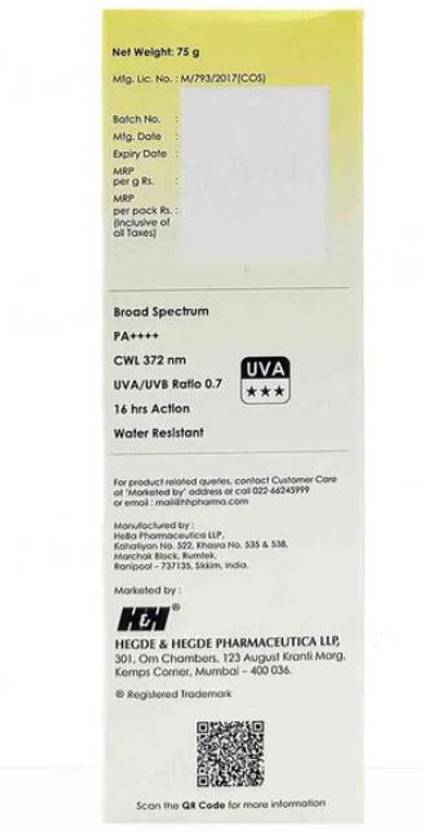 Net Weight: 75 g
Mfg. Lic. No. : M/793/2017(COS)
Batch No. :
Mfg. Date :
Expiry Date :
MRP
per g Rs. :
MRP
per pack Rs. :
(Inclusive of
all Taxes)
Broad Spectrum
PA++++
CWL 372 nm
UVA/UVB Ratio 0.7
UVA
★★★
16 hrs Action
Water Resistant
For product related queries, contact Customer Care
at 'Marketed by' address or call 022-66245999
or email : mail@hhpharma.com
Manufactured by :
HeBa Pharmaceutica LLP,
Kahatiyan No. 522, Khasra No. 535 & 538,
Marchak Block, Rumtek,
Ranipool – 737135, Sikkim, India.
Marketed by :
H&H®
HEGDE & HEGDE PHARMACEUTICA LLP,
301, Om Chambers, 123 August Kranti Marg,
Kemps Corner, Mumbai – 400 036.
® Registered Trademark
Scan the QR Code for more information